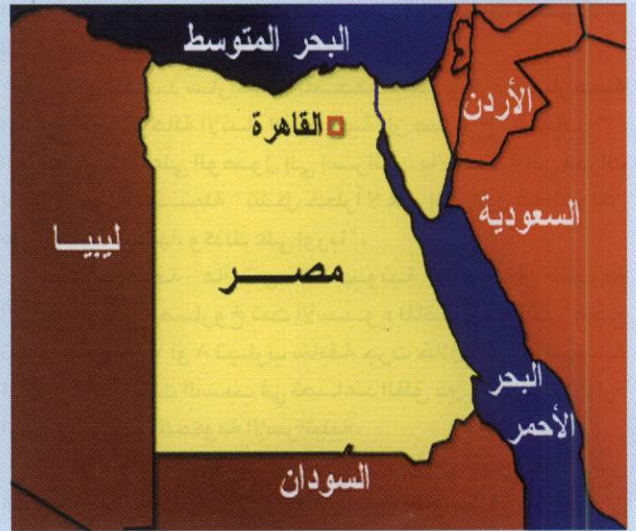 البحر المتوسط
الأردن
القاهرة
السعودية
ليبيا
مصر
البحر
الأحمر
السودان